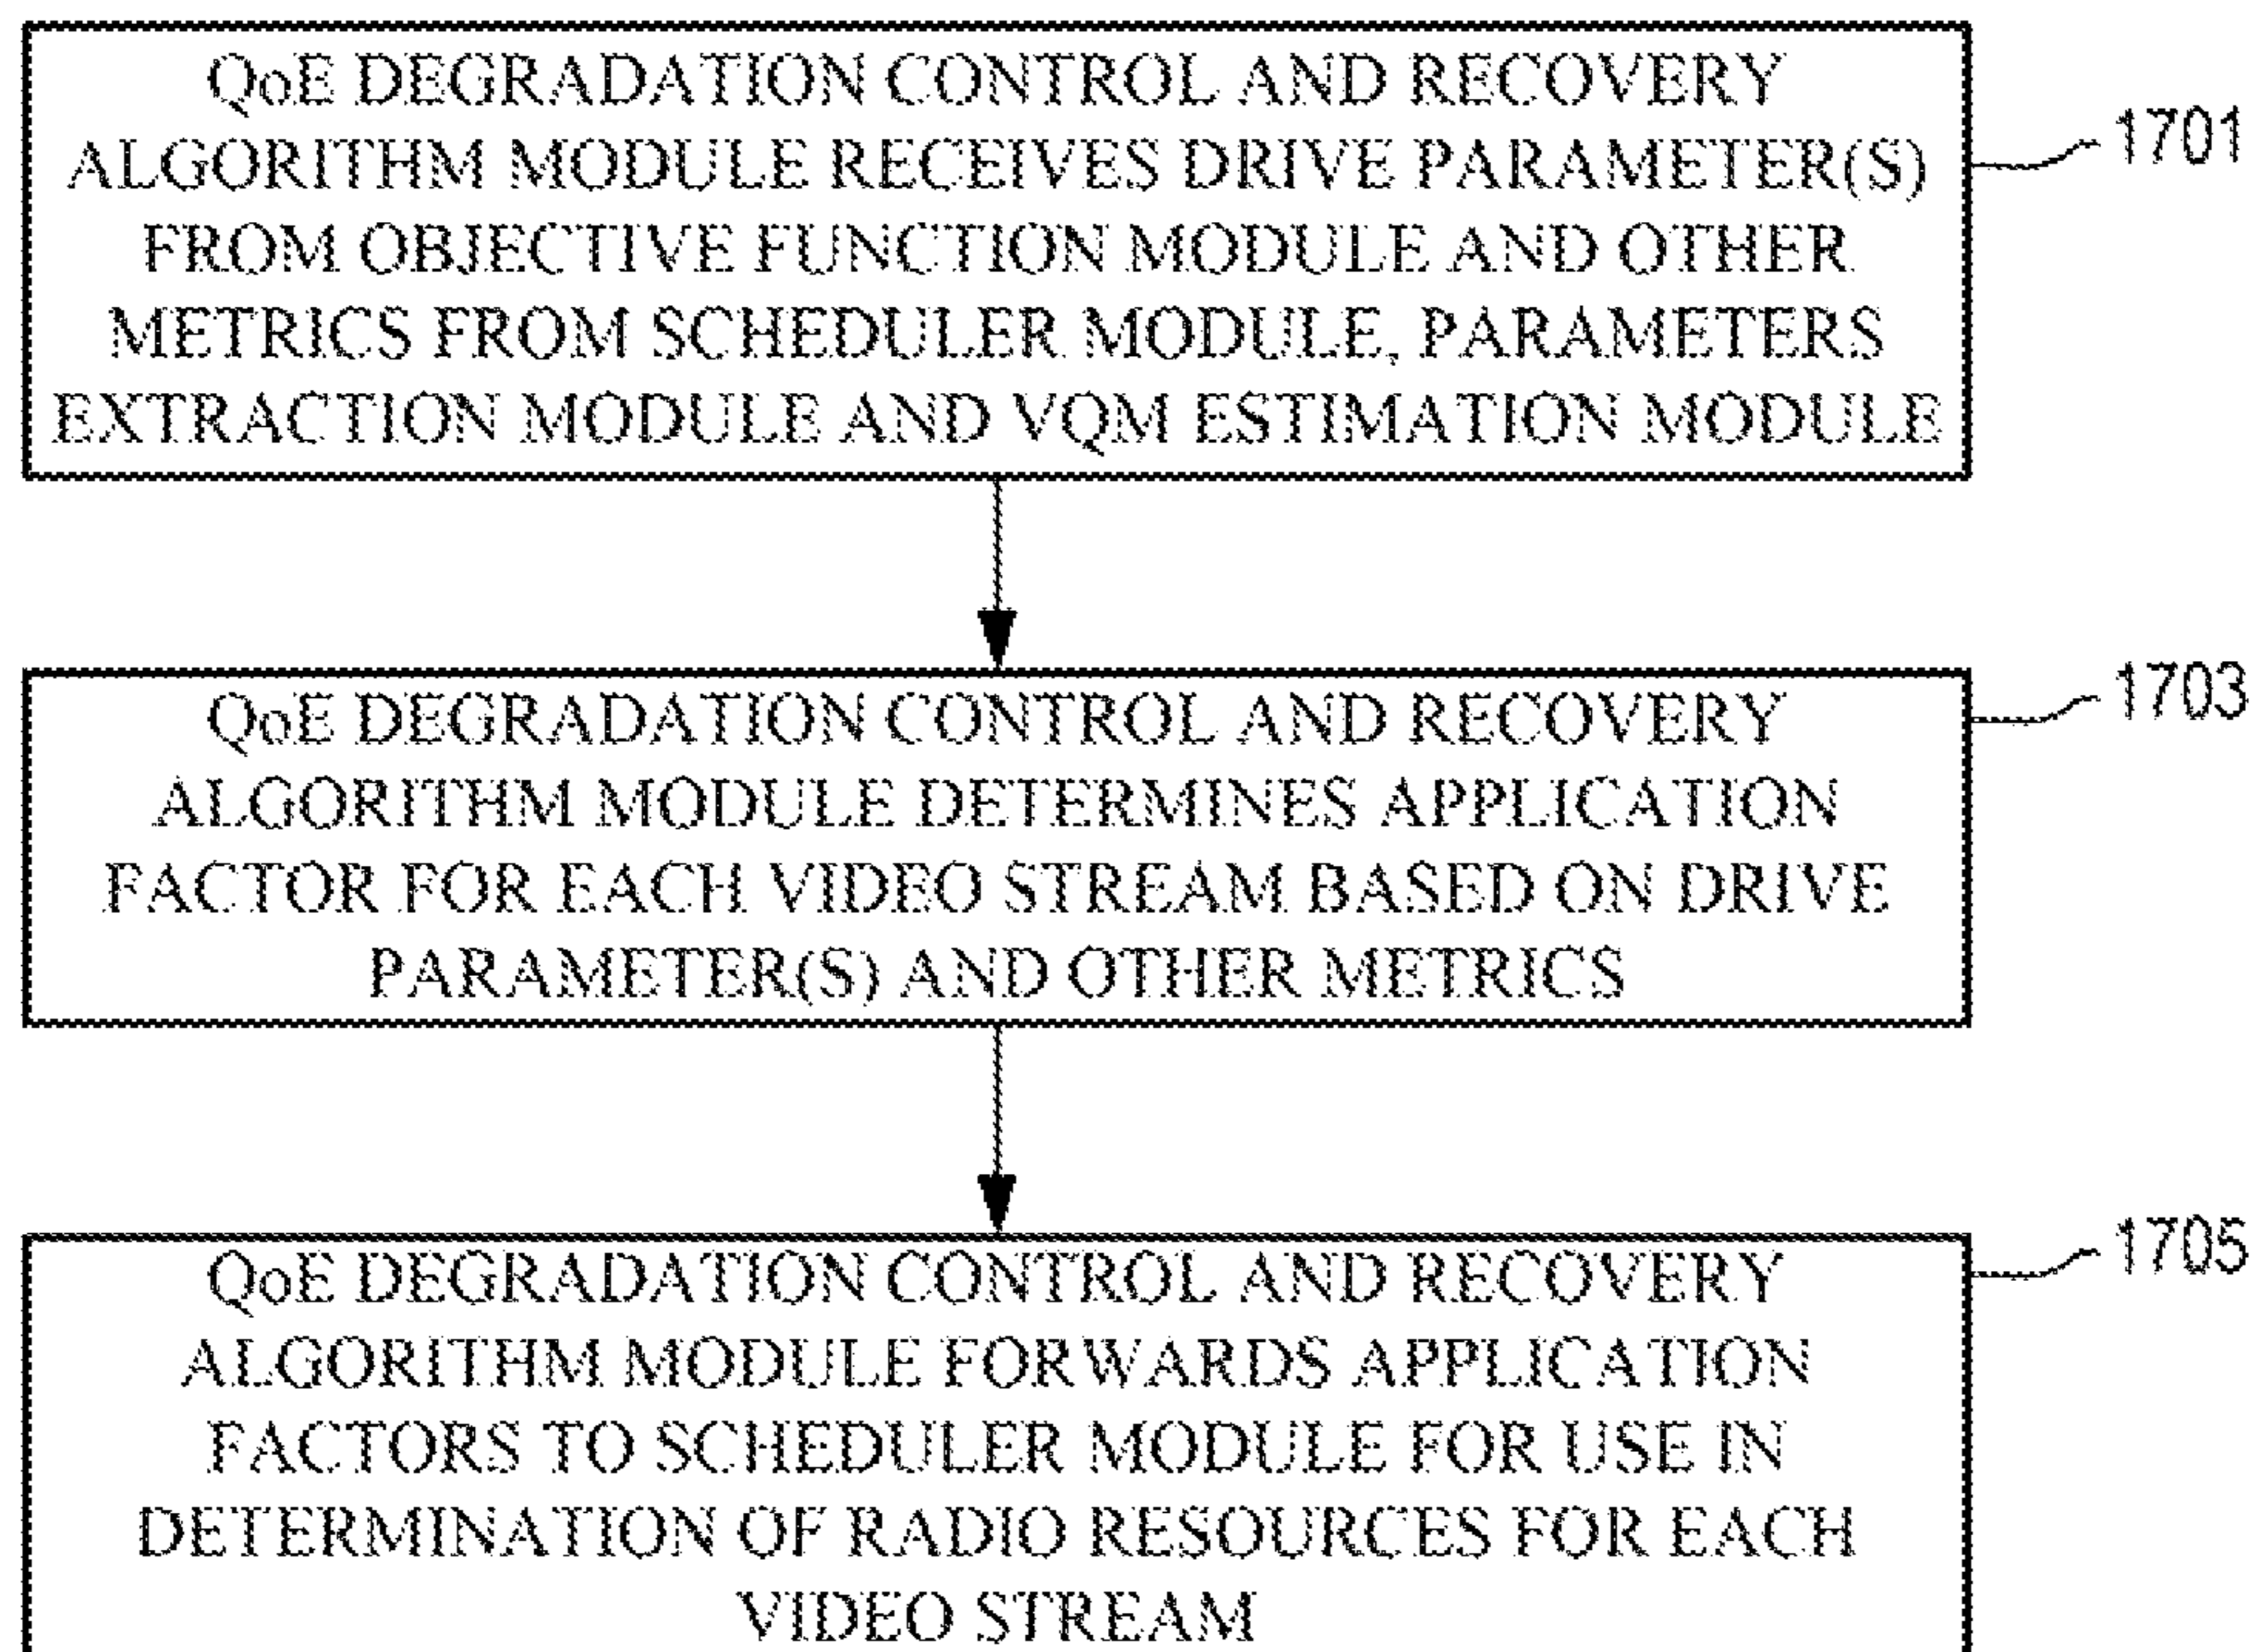 QoE DEGRADATION CONTROL AND RECOVERY
ALGORITHM MODULE RECEIVES DRIVE PARAMETER(S)
FROM OBJECTIVE FUNCTION MODULE AND OTHER
METRICS FROM SCHEDULER MODULE, PARAMETERS
EXTRACTION MODULE AND VQM ESTIMATION MODULE
1701
QoE DEGRADATION CONTROL AND RECOVERY
ALGORITHM MODULE DETERMINES APPLICATION
FACTOR FOR EACH VIDEO STREAM BASED ON DRIVE
PARAMETER(S) AND OTHER METRICS
1703
QoE DEGRADATION CONTROL AND RECOVERY
ALGORITHM MODULE FORWARDS APPLICATION
FACTORS TO SCHEDULER MODULE FOR USE IN
DETERMINATION OF RADIO RESOURCES FOR EACH
VIDEO STREAM
1705